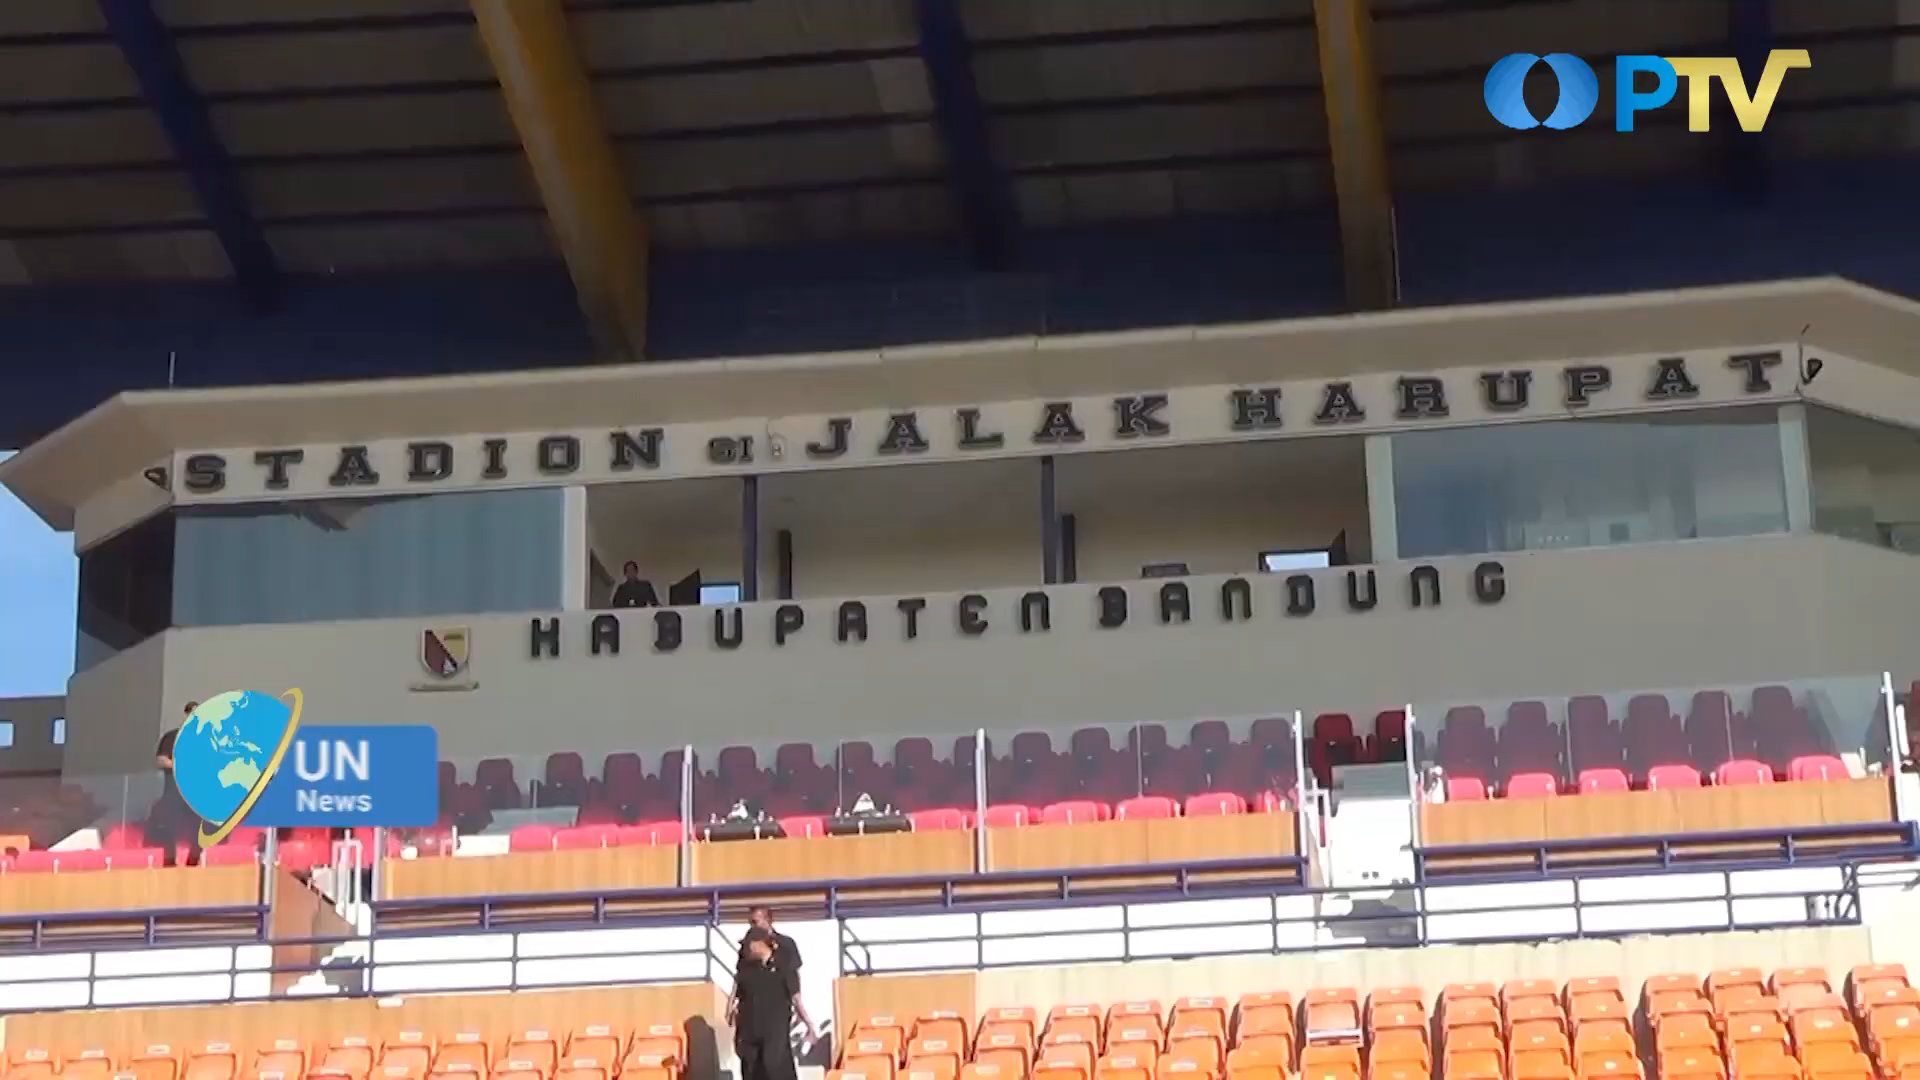 PTV
STADION SI JALAK HARUPAT
KABUPATEN BANDUNG
UN
News